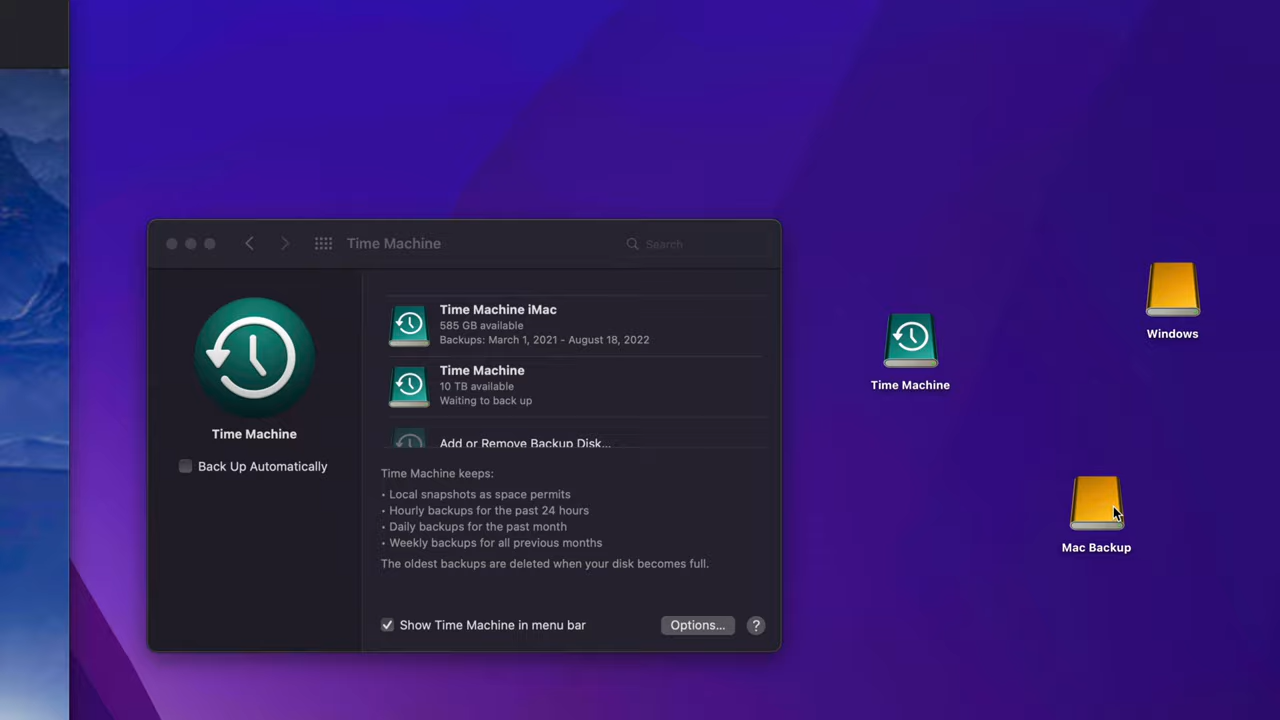 Time Machine
Search
Time Machine iMac
585 GB available
Backups: March 1, 2021 - August 18, 2022
Time Machine
10 TB available
Waiting to back up
Add or Remove Backup Disk...
Time Machine
Back Up Automatically
Time Machine keeps:
• Local snapshots as space permits
• Hourly backups for the past 24 hours
• Daily backups for the past month
• Weekly backups for all previous months
The oldest backups are deleted when your disk becomes full.
Show Time Machine in menu bar
Options...
?
Windows
Time Machine
Mac Backup